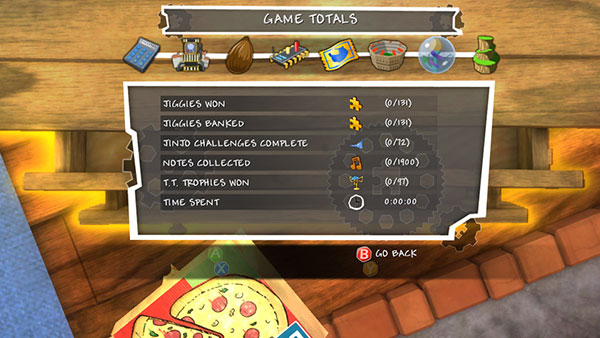 GAME TOTALS
JIGGIES WON (0/131)
JIGGIES BANKED (0/131)
JINJO CHALLENGES COMPLETE (0/72)
NOTES COLLECTED (0/1900)
T.T. TROPHIES WON (0/97)
TIME SPENT 0:00:00
A
B GO BACK
X Y